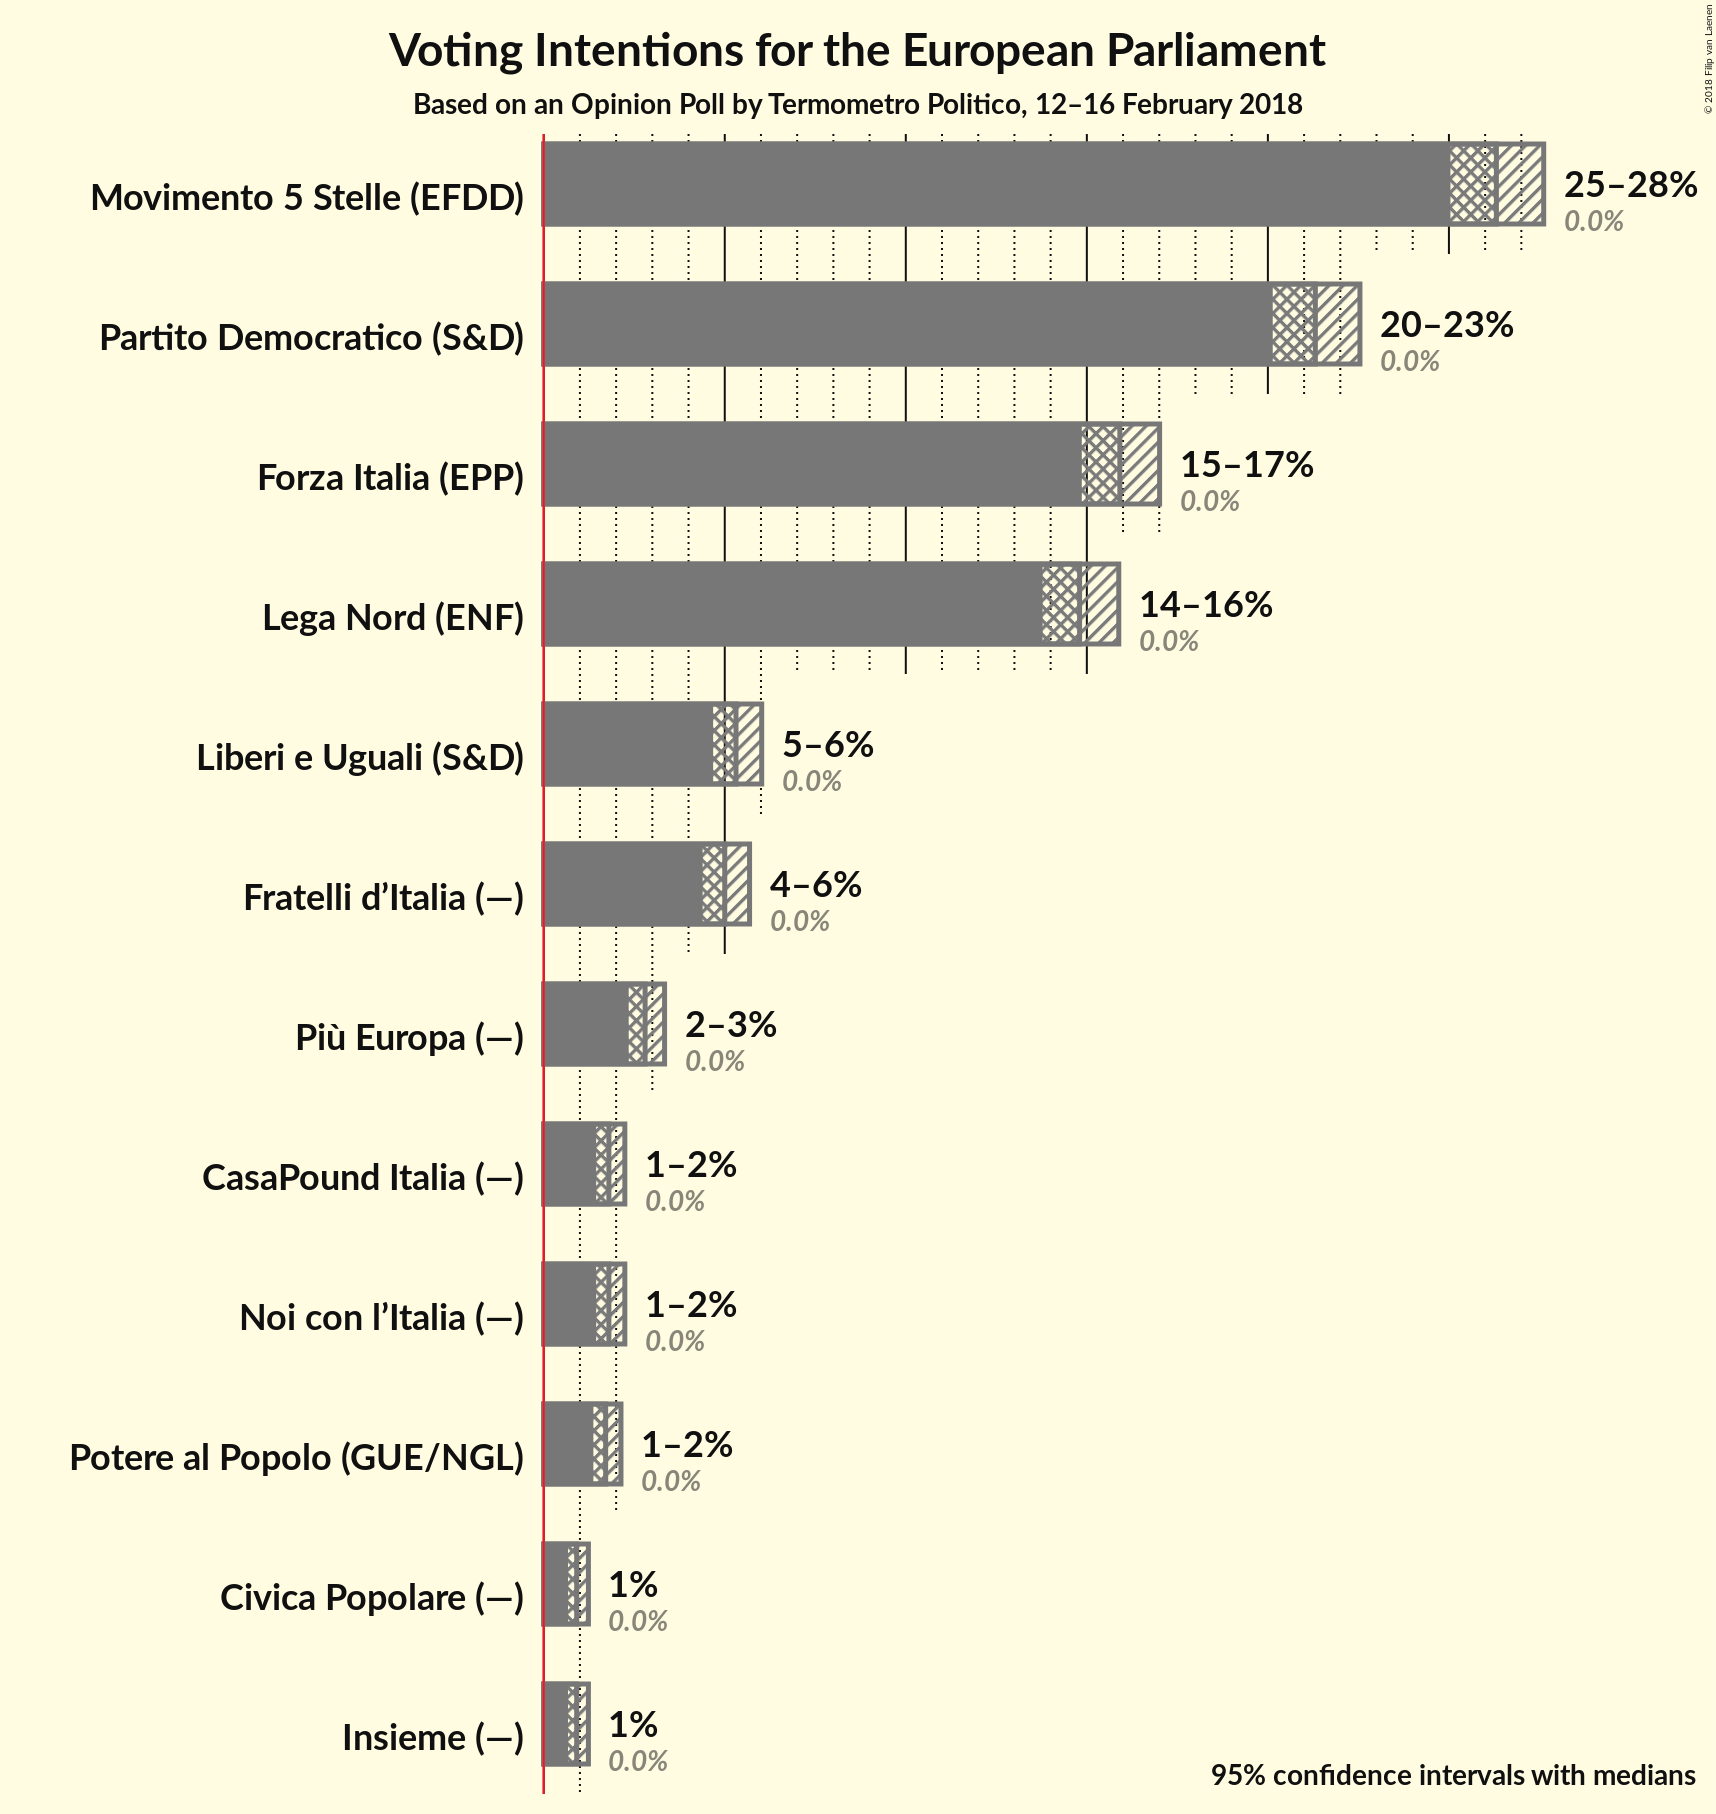 Voting Intentions for the European Parliament
Based on an Opinion Poll by Termometro Politico, 12–16 February 2018
© 2018 Filip van Laenen
Movimento 5 Stelle (EFDD)
25–28%
0.0%
Partito Democratico (S&D)
20–23%
0.0%
Forza Italia (EPP)
15–17%
0.0%
Lega Nord (ENF)
14–16%
0.0%
Liberi e Uguali (S&D)
5–6%
0.0%
Fratelli d’Italia (—)
4–6%
0.0%
Più Europa (—)
2–3%
0.0%
CasaPound Italia (—)
1–2%
0.0%
Noi con l’Italia (—)
1–2%
0.0%
Potere al Popolo (GUE/NGL)
1–2%
0.0%
Civica Popolare (—)
1%
0.0%
Insieme (—)
1%
0.0%
95% confidence intervals with medians